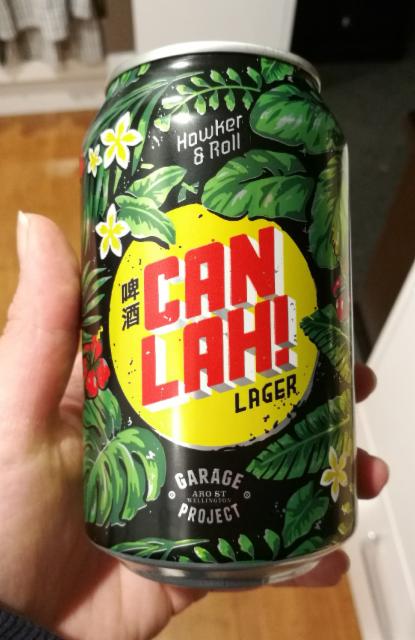 Hawker
& Roll
啤酒
CAN
LAH!
LAGER
GARAGE
ARO ST
WELLINGTON
PROJECT